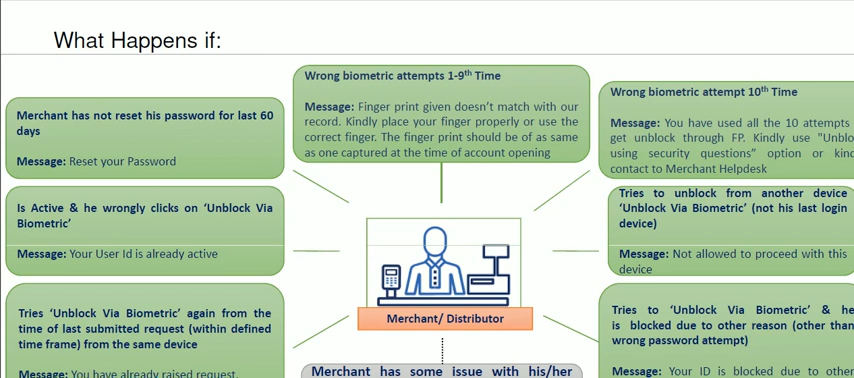 What Happens if:
Wrong biometric attempts 1-9th Time
Message: Finger print given doesn't match with our
record. Kindly place your finger properly or use the
correct finger. The finger print should be of as same
as one captured at the time of account opening
Wrong biometric attempt 10th Time
Message: You have used all the 10 attempts
get unblock through FP. Kindly use "Unblo
using security questions" option or kind
contact to Merchant Helpdesk
Merchant has not reset his password for last 60
days
Message: Reset your Password
Is Active & he wrongly clicks on 'Unblock Via
Biometric'
Message: Your User Id is already active
Tries to unblock from another device
'Unblock Via Biometric' (not his last login
device)
Message: Not allowed to proceed with this
device
Tries 'Unblock Via Biometric' again from the
time of last submitted request (within defined
time frame) from the same device
Message: You have already raised request.
Merchant/ Distributor
Tries to 'Unblock Via Biometric' & he
is blocked due to other reason (other than
wrong password attempt)
Message: Your ID is blocked due to other
Merchant has some issue with his/her